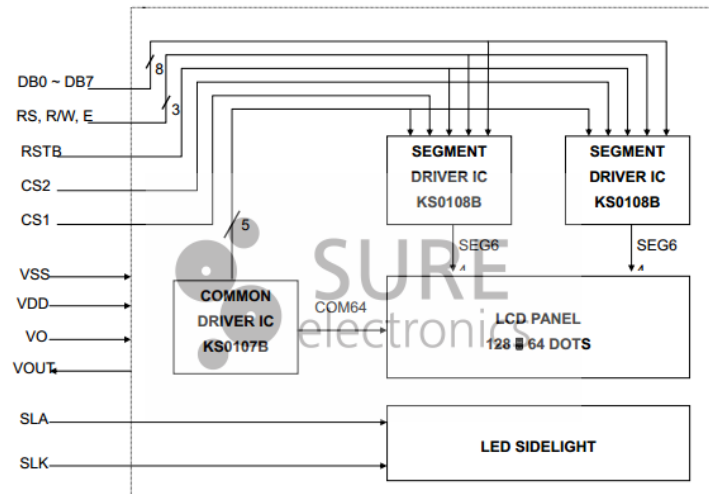 DB0 ~ DB7
8
RS, R/W, E
3
RSTB
CS2
CS1
5
SEGMENT
DRIVER IC
KS0108B
SEGMENT
DRIVER IC
KS0108B
SEG6
4
SEG6
4
VSS
VDD
VO
VOUT
COMMON
DRIVER IC
KS0107B
COM64
LCD PANEL
128 64 DOTS
SURE
electronics
SLA
SLK
LED SIDELIGHT